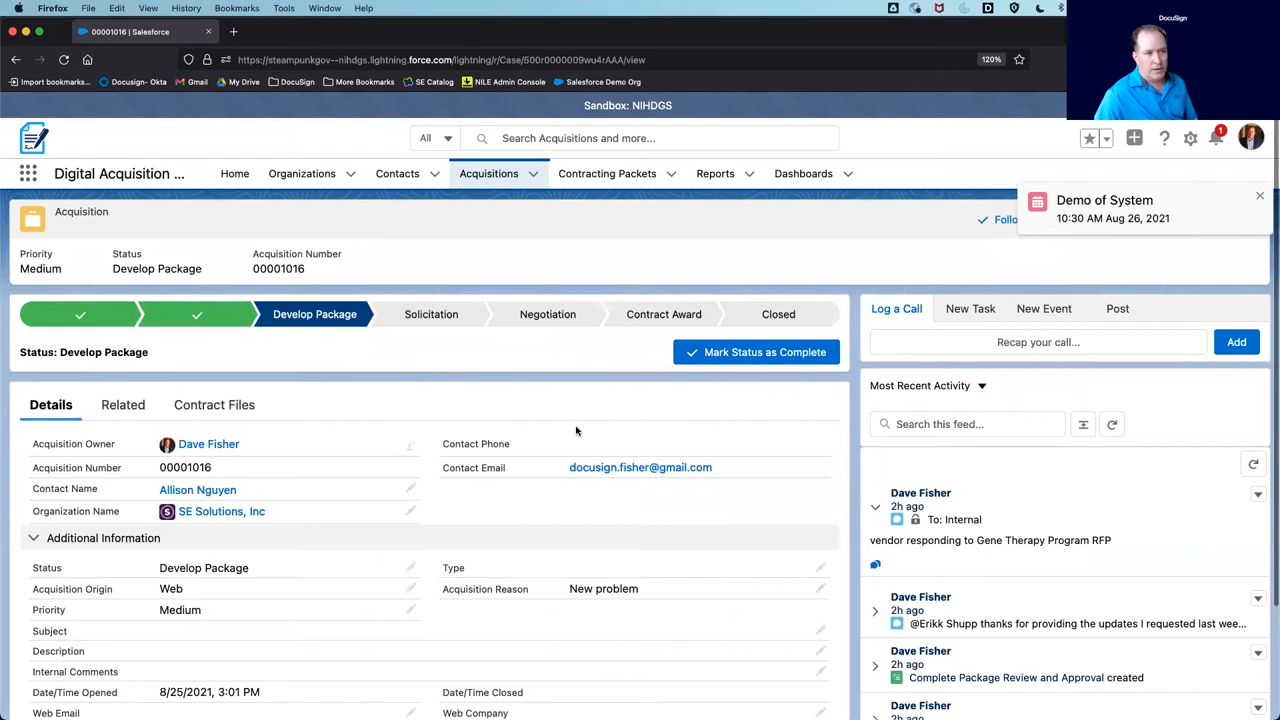 Firefox File Edit View History Bookmarks Tools Window Help
DocuSign
00001016 | Salesforce
https://steampunkgov--nihdgs.lightning.force.com/lightning/r/Case/500r0000009wu4rAAA/view 120%
Import bookmarks... Docusign- Okta Gmail My Drive DocuSign More Bookmarks SE Catalog NILE Admin Console Salesforce Demo Org
Sandbox: NIHDGS
All Search Acquisitions and more... 1
Digital Acquisition ... Home Organizations Contacts Acquisitions Contracting Packets Reports Dashboards
Acquisition
Follo
Demo of System
10:30 AM Aug 26, 2021
Priority Status Acquisition Number
Medium Develop Package 00001016
Develop Package Solicitation Negotiation Contract Award Closed
Status: Develop Package Mark Status as Complete
Log a Call New Task New Event Post
Recap your call... Add
Most Recent Activity
Search this feed...
Details Related Contract Files
Acquisition Owner Dave Fisher Contact Phone
Acquisition Number 00001016 Contact Email docusign.fisher@gmail.com
Contact Name Allison Nguyen
Organization Name SE Solutions, Inc
Additional Information
Status Develop Package Type
Acquisition Origin Web Acquisition Reason New problem
Priority Medium
Subject
Description
Internal Comments
Date/Time Opened 8/25/2021, 3:01 PM Date/Time Closed
Web Email Web Company
Dave Fisher
2h ago
To: Internal
vendor responding to Gene Therapy Program RFP
Dave Fisher
2h ago
@Erikk Shupp thanks for providing the updates I requested last wee...
Dave Fisher
2h ago
Complete Package Review and Approval created
Dave Fisher